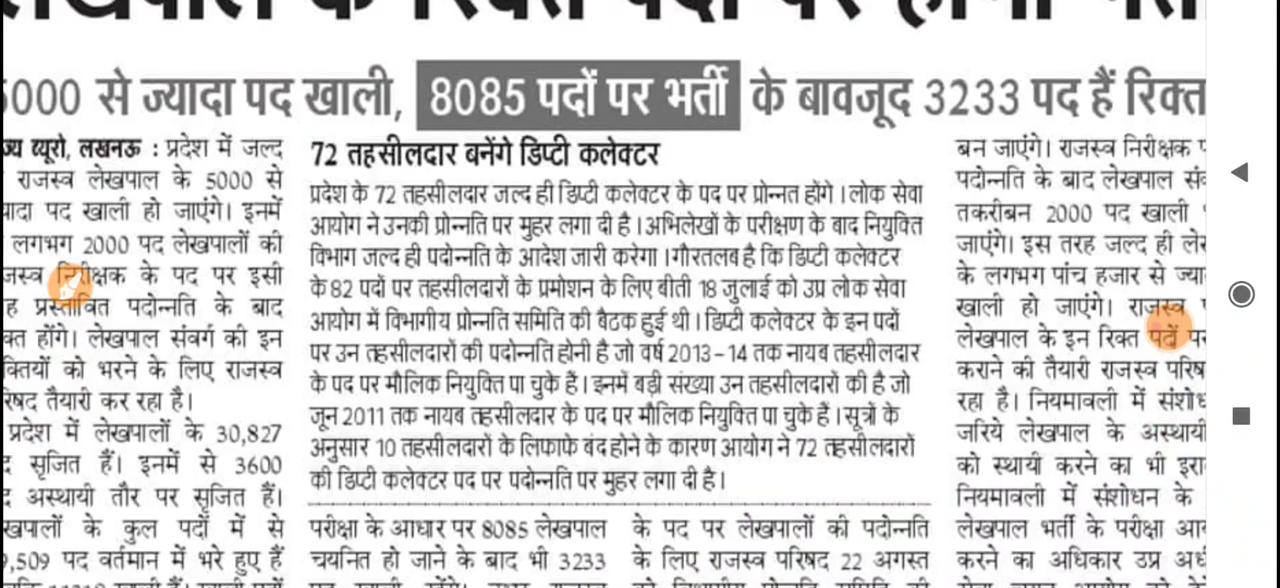 लेखपाल के रिक्त पदों पर होगी
5000 से ज्यादा पद खाली, 8085 पदों पर भर्ती के बावजूद 3233 पद हैं रिक्त
ब्यूरो, लखनऊ : प्रदेश में जल्द
राजस्व लेखपाल के 5000 से
पद खाली हो जाएंगे। इनमें
लगभग 2000 पद लेखपालों की
के पद पर इसी
प्रस्तावित पदोन्नति के बाद
होंगे। लेखपाल संवर्ग की इन
को भरने के लिए राजस्व
तैयारी कर रहा है।
प्रदेश में लेखपालों के 30,827
सृजित हैं। इनमें से 3600
अस्थायी तौर पर सृजित हैं।
के कुल पदों में से
,509 पद वर्तमान में भरे हुए हैं
72 तहसीलदार बनेंगे डिप्टी कलेक्टर
प्रदेश के 72 तहसीलदार जल्द ही डिप्टी कलेक्टर के पद पर प्रोन्नत होंगे। लोक सेवा
आयोग ने उनकी प्रोन्नति पर मुहर लगा दी है। अभिलेखों के परीक्षण के बाद नियुक्ति
विभाग जल्द ही पदोन्नति के आदेश जारी करेगा। गौरतलब है कि डिप्टी कलेक्टर
के 82 पदों पर तहसीलदारों के प्रमोशन के लिए बीती 18 जुलाई को उप्र लोक सेवा
आयोग में विभागीय प्रोन्नति समिति की बैठक हुई थी। डिप्टी कलेक्टर के इन पदों
पर उन तहसीलदारों की पदोन्नति होनी है जो वर्ष 2013-14 तक नायब तहसीलदार
के पद पर मौलिक नियुक्ति पा चुके हैं। इनमें बड़ी संख्या उन तहसीलदारों की है जो
जून 2011 तक नायब तहसीलदार के पद पर मौलिक नियुक्ति पा चुके हैं। सूत्रों के
अनुसार 10 तहसीलदारों के लिफाफे बंद होने के कारण आयोग ने 72 तहसीलदारों
की डिप्टी कलेक्टर पद पर पदोन्नति पर मुहर लगा दी है।
परीक्षा के आधार पर 8085 लेखपाल
चयनित हो जाने के बाद भी 3233
के पद पर लेखपालों की पदोन्नति
के लिए राजस्व परिषद 22 अगस्त
बन जाएंगे। राजस्व निरीक्षक
पदोन्नति के बाद लेखपाल
तकरीबन 2000 पद खाली
जाएंगे। इस तरह जल्द ही
के लगभग पांच हजार से
खाली हो जाएंगे। राजस्व
लेखपाल के इन रिक्त पदों
कराने की तैयारी राजस्व
रहा है। नियमावली में
जरिये लेखपाल के अस्थायी
को स्थायी करने का भी
नियमावली में संशोधन के
लेखपाल भर्ती के परीक्षा
करने का अधिकार उप्र